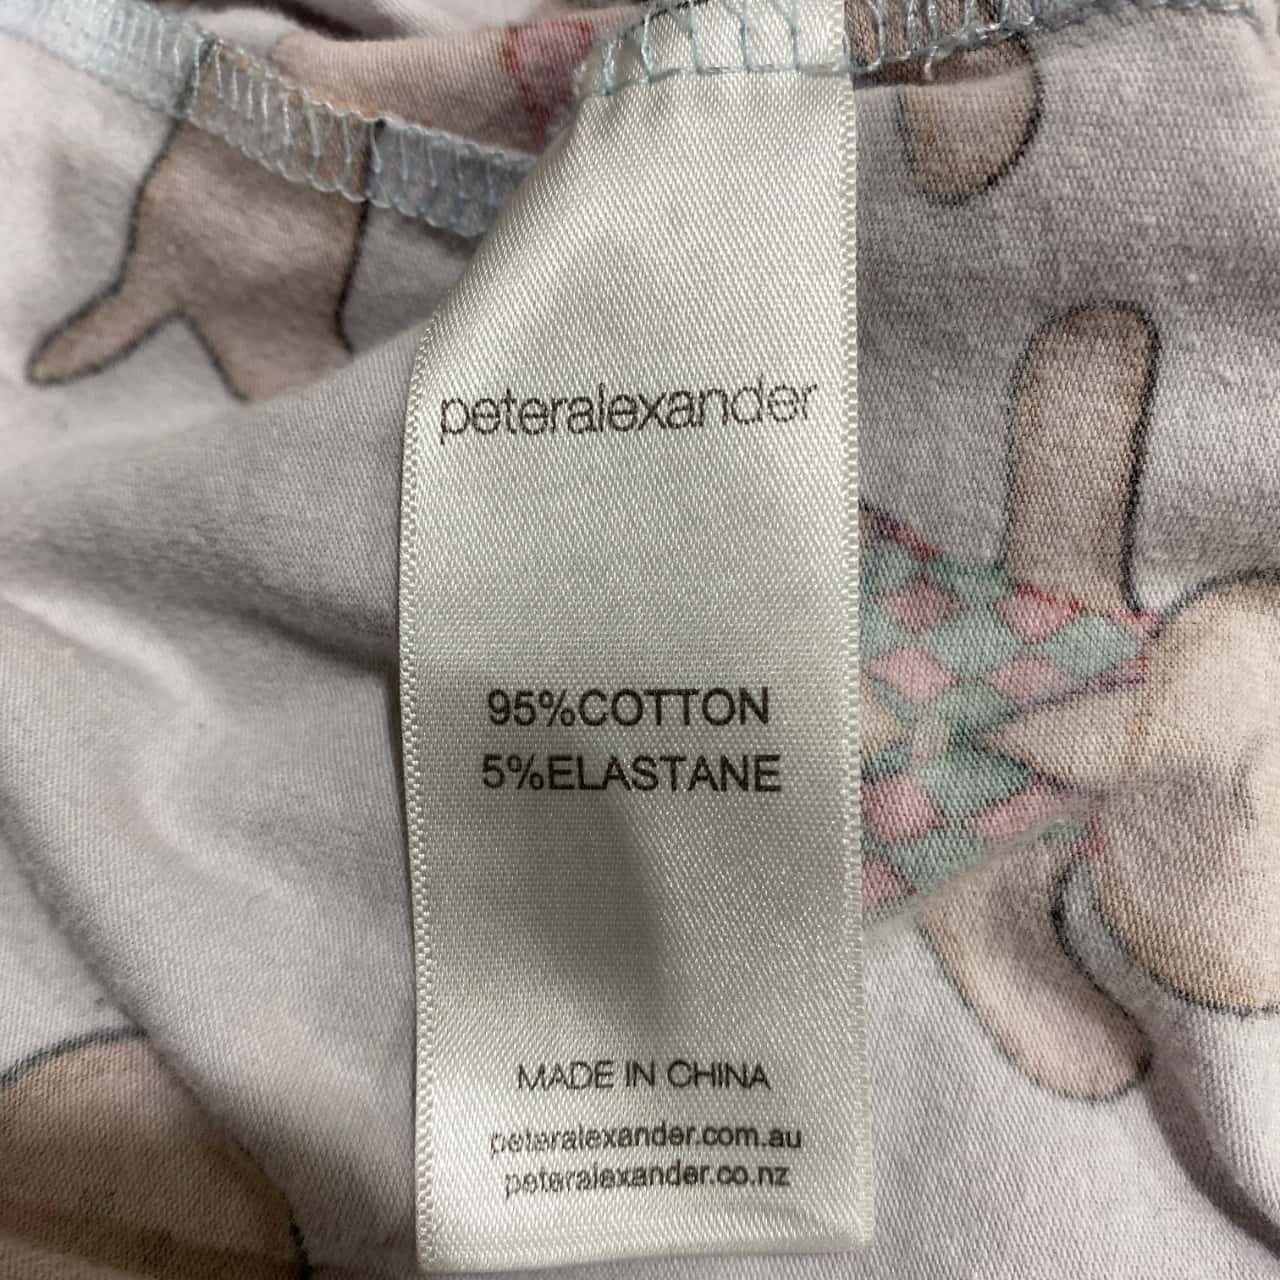 peteralexander
95%COTTON
5%ELASTANE
MADE IN CHINA
peteralexander.com.au
peteralexander.co.nz